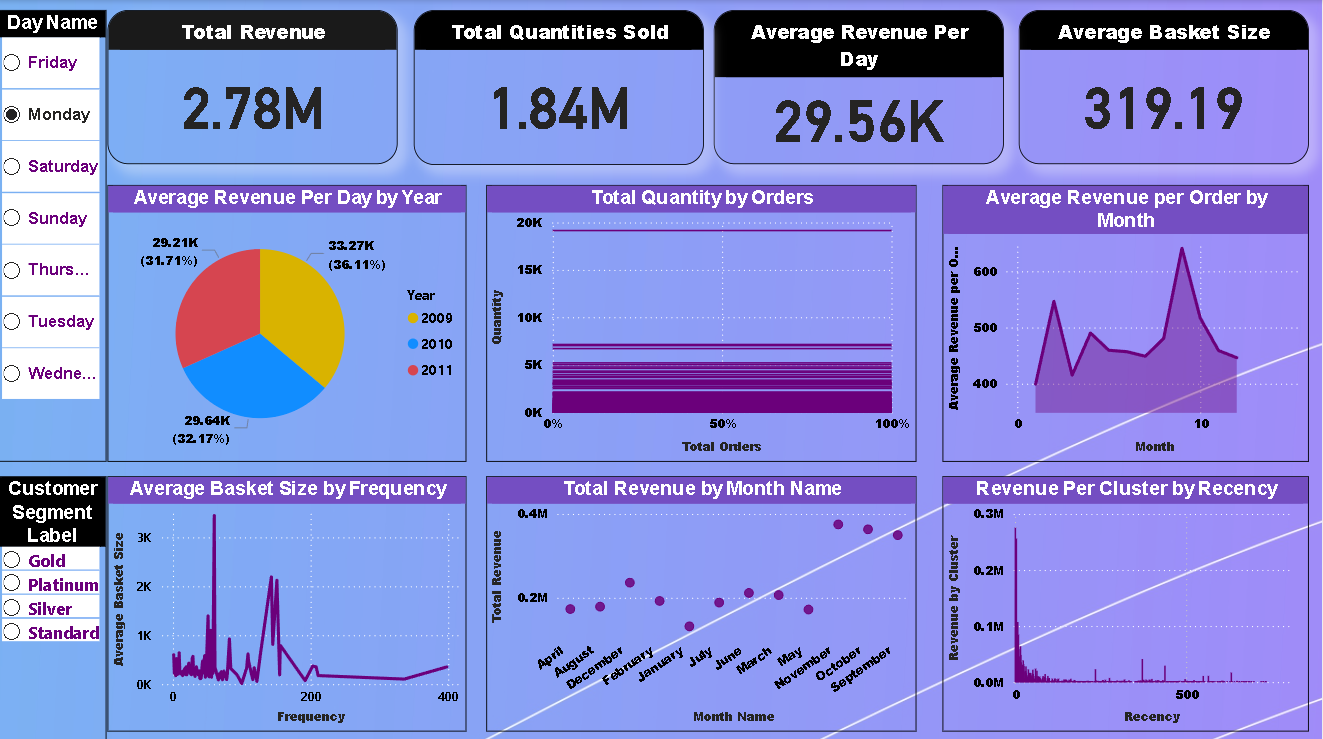 Day Name
Friday
Monday
Saturday
Sunday
Thurs...
Tuesday
Wedne...
Total Revenue
2.78M
Total Quantities Sold
1.84M
Average Revenue Per
Day
29.56K
Average Basket Size
319.19
Average Revenue Per Day by Year
29.21K
(31.71%)
33.27K
(36.11%)
29.64K
(32.17%)
Year
2009
2010
2011
Total Quantity by Orders
Quantity
20K
15K
10K
5K
0K
0%
50%
100%
Total Orders
Average Revenue per Order by
Month
Average Revenue per O...
600
500
400
0
10
Month
Customer
Segment
Label
Gold
Platinum
Silver
Standard
Average Basket Size by Frequency
Average Basket Size
3K
2K
1K
0K
0
200
400
Frequency
Total Revenue by Month Name
Total Revenue
0.4M
0.2M
April
August
December
February
January
July
June
March
May
November
October
September
Month Name
Revenue Per Cluster by Recency
Revenue by Cluster
0.3M
0.2M
0.1M
0.0M
0
500
Recency